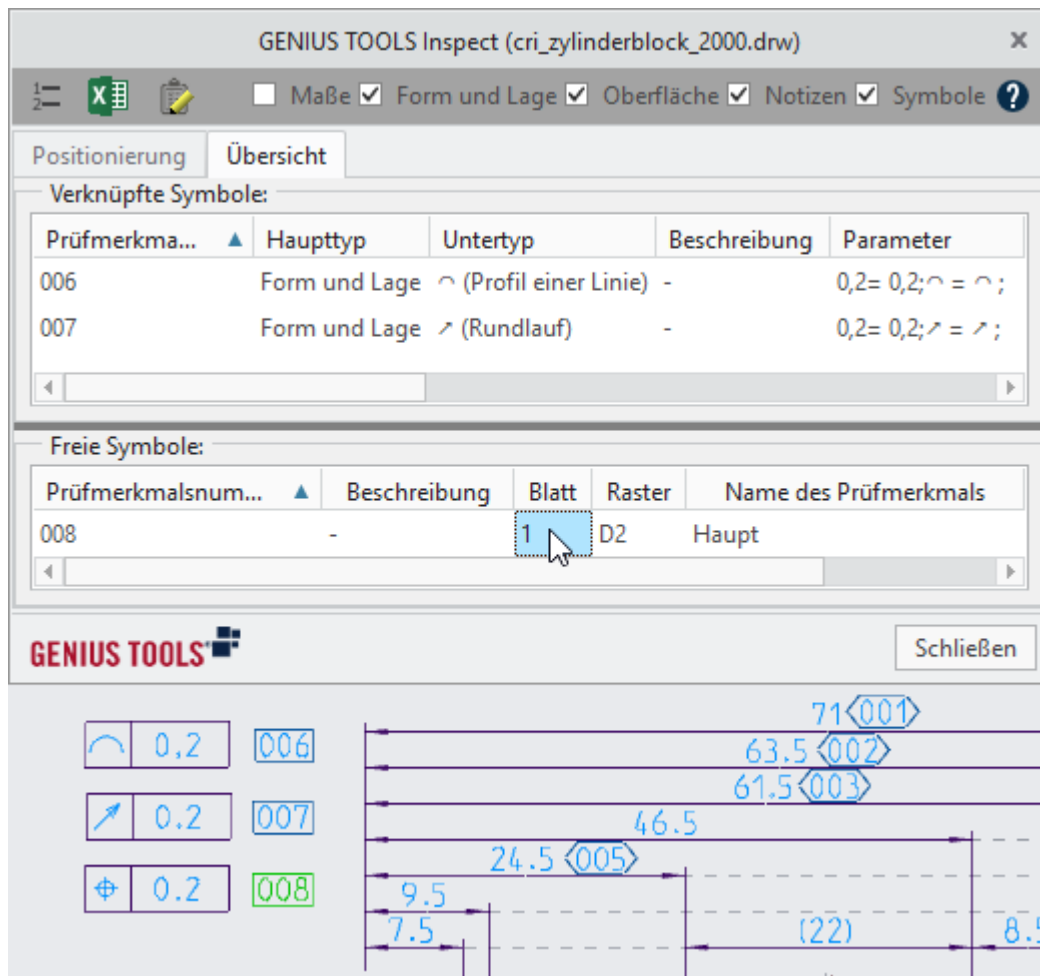 GENIUS TOOLS Inspect (cri_zylinderblock_2000.drw)
Maße Form und Lage Oberfläche Notizen Symbole
Positionierung Übersicht
Verknüpfte Symbole:
Prüfmerkma... Haupttyp Untertyp Beschreibung Parameter
006 Form und Lage ⌒ (Profil einer Linie) - 0,2= 0,2;⌒ = ⌒ ;
007 Form und Lage ↗ (Rundlauf) - 0,2= 0,2;↗ = ↗ ;
Freie Symbole:
Prüfmerkmalsnum... Beschreibung Blatt Raster Name des Prüfmerkmals
008 - 1 D2 Haupt
GENIUS TOOLS
Schließen
71 001
0,2 006 63.5 002
61.5 003
0.2 007 46.5
24.5 005
0.2 008 9.5
7.5 (22) 8.5